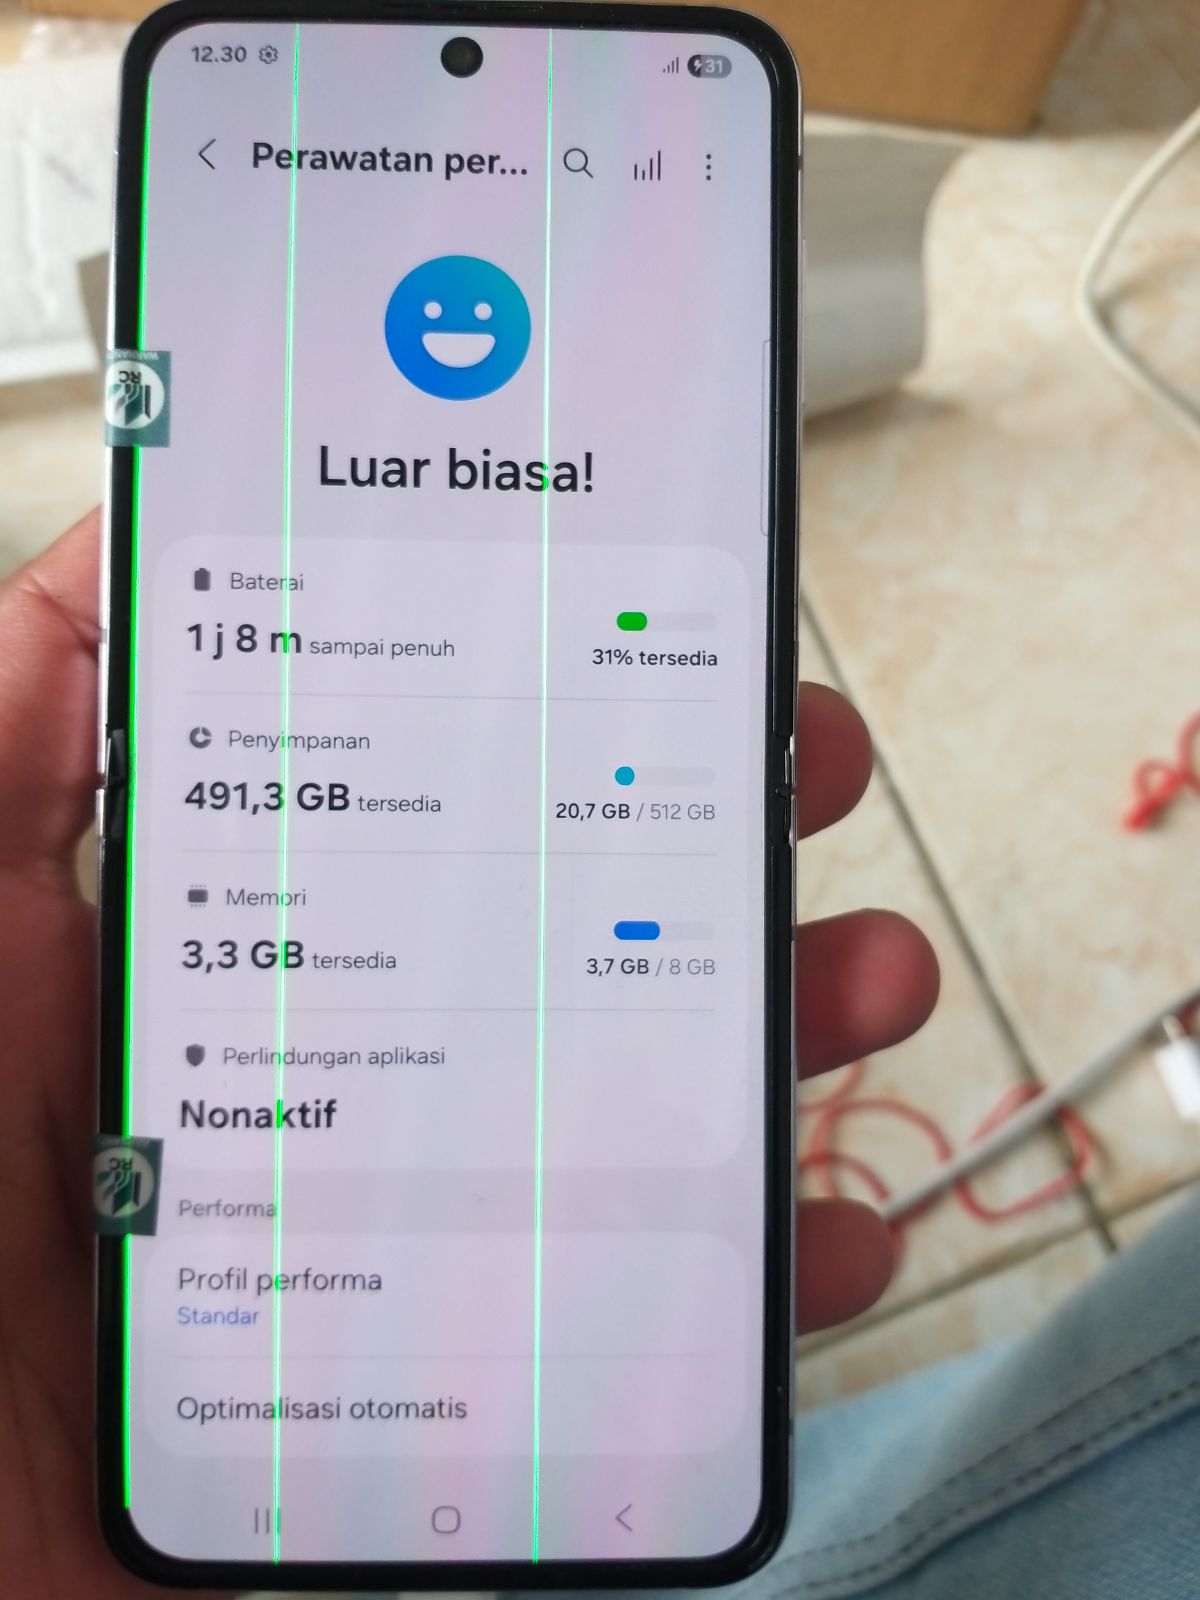 12.30
31
Perawatan per...
Luar biasa!
Baterai
1 j 8 m sampai penuh
31% tersedia
Penyimpanan
491,3 GB tersedia
20,7 GB / 512 GB
Memori
3,3 GB tersedia
3,7 GB / 8 GB
Perlindungan aplikasi
Nonaktif
Performa
Profil performa
Standar
Optimalisasi otomatis
RC
RC